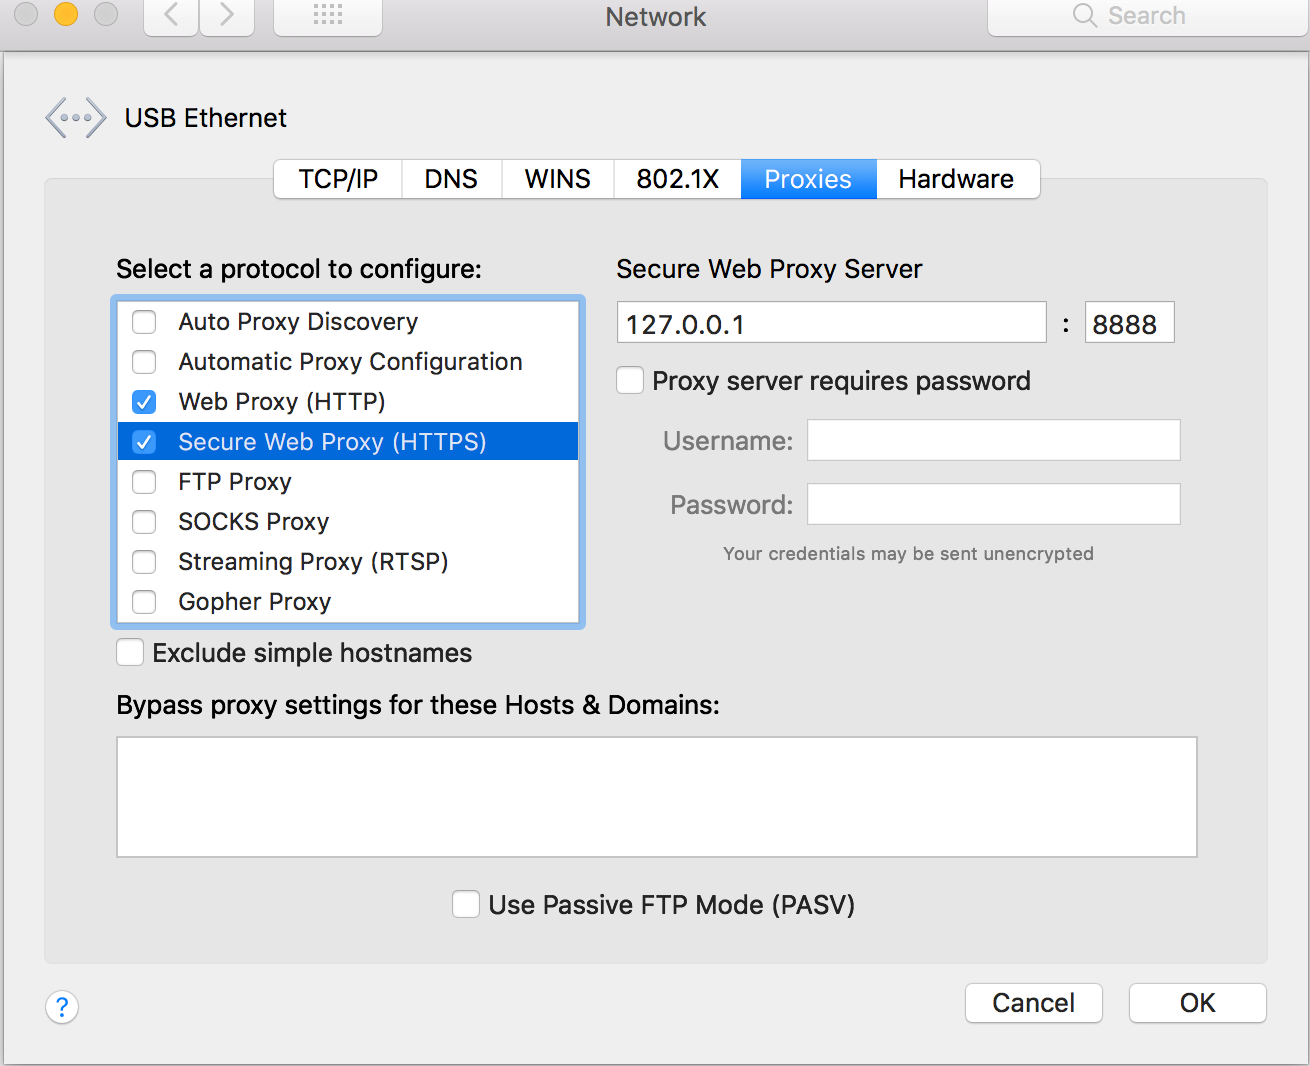 Network
Search
USB Ethernet
TCP/IP DNS WINS 802.1X Proxies Hardware
Select a protocol to configure:
Auto Proxy Discovery
Automatic Proxy Configuration
Web Proxy (HTTP)
Secure Web Proxy (HTTPS)
FTP Proxy
SOCKS Proxy
Streaming Proxy (RTSP)
Gopher Proxy
Exclude simple hostnames
Secure Web Proxy Server
127.0.0.1 : 8888
Proxy server requires password
Username:
Password:
Your credentials may be sent unencrypted
Bypass proxy settings for these Hosts & Domains:
Use Passive FTP Mode (PASV)
? Cancel OK